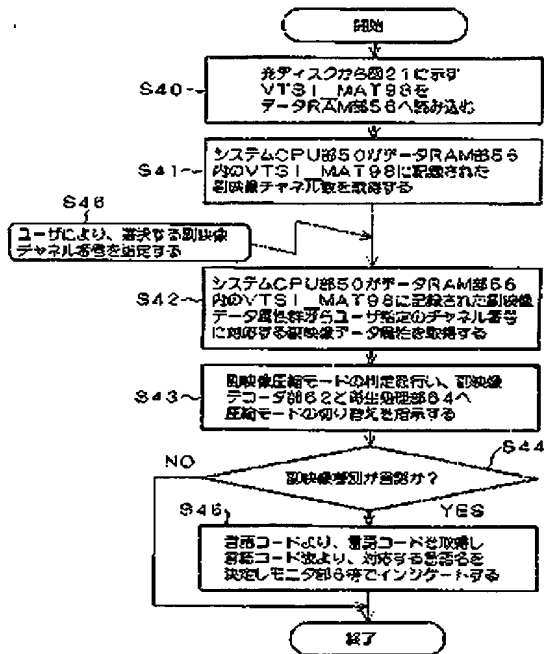 開始
S40
光ディスクから図21に示す
VTSI_MAT98を
データRAM部56へ読み込む
S41
システムCPU部50がデータRAM部56
内のVTSI_MAT98に記録された
副映像チャネル数を取得する
S46
ユーザにより、選択する副映像
チャネル番号を指定する
S42
システムCPU部50がデータRAM部56
内のVTSI_MAT98に記録された副映像
データ属性群からユーザ指定のチャネル番号
に対応する副映像データ属性を取得する
S43
副映像圧縮モードの判定を行い、副映像
デコーダ部62と再生処理部64へ
圧縮モードの切り替えを指示する
S44
副映像種別が言語か?
NO
YES
S45
言語コードより、言語コードを取得し
言語コード表より、対応する言語名を
決定しモニタ部6等でインジケートする
終了